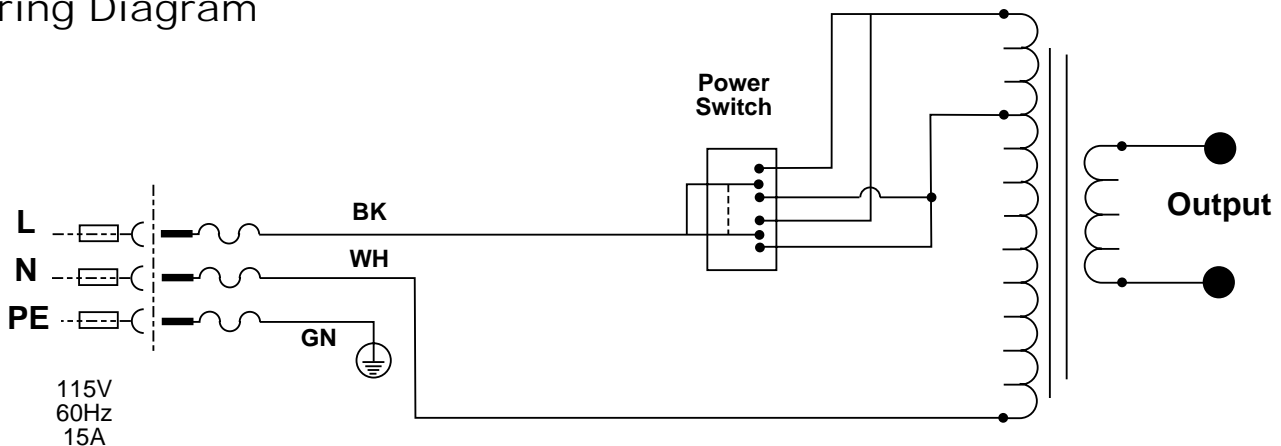 ring Diagram
Power
Switch
L
BK
N
WH
PE
GN
Output
115V
60Hz
15A